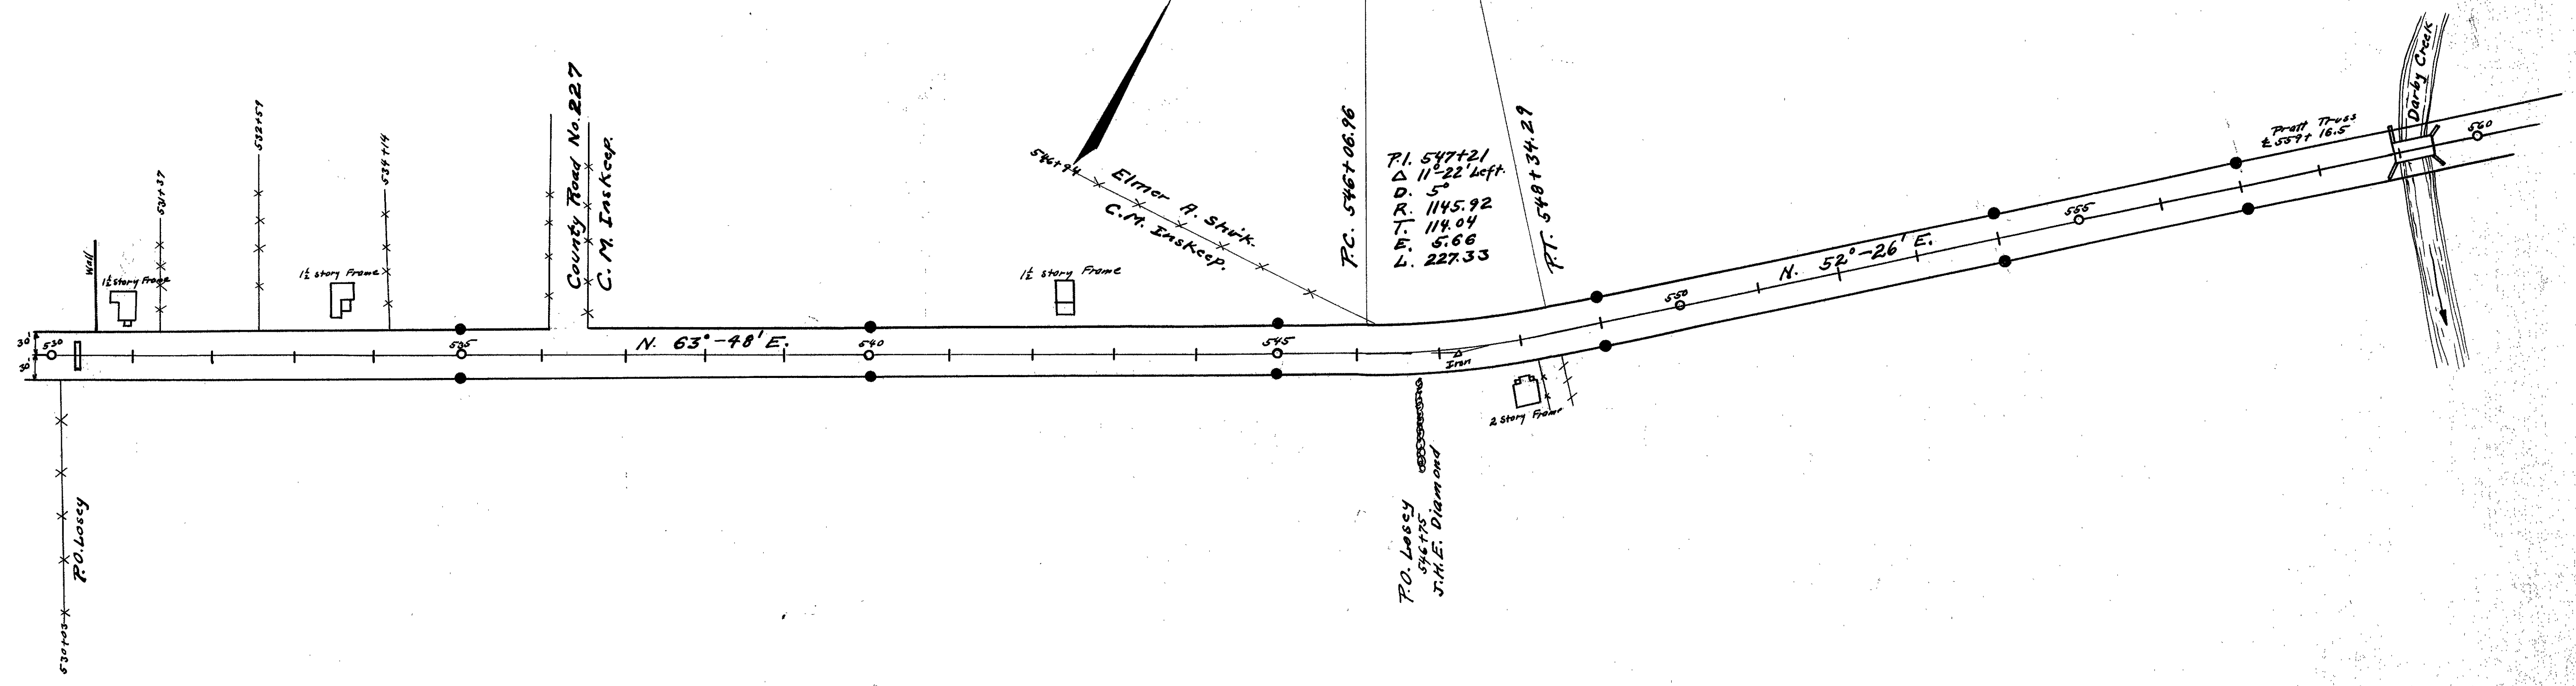 Wall
1½ Story Frame
531+37
532+59
1½ Story Frame
534+14
County Road No. 227
C. M. Inskeep.
1½ Story Frame
546+94
Elmer A. Shirk.
C. M. Inskeep.
P.C. 546+06.96
P.I. 547+21
Δ 11°-22' Left.
D. 5°
R. 1145.92
T. 114.04
E. 5.66
L. 227.33
P.T. 548+34.29
Pratt Truss
℄ 559+16.5
Darby Creek
30'
30'
530
535
N. 63°-48' E.
540
545
Iron
550
N. 52°-26' E.
555
560
2 Story Frame
P.O. Losey
530+03
P.O. Losey
546+75
J.H.E. Diamond